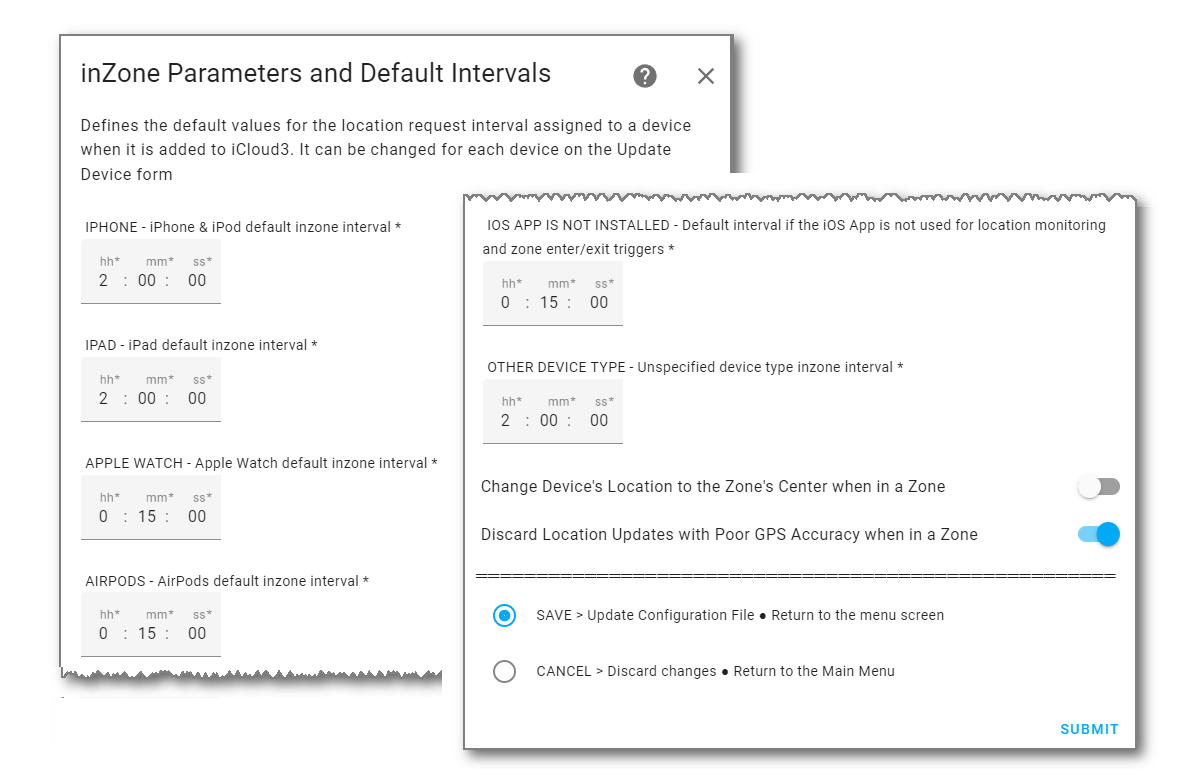 inZone Parameters and Default Intervals
Defines the default values for the location request interval assigned to a device
when it is added to iCloud3. It can be changed for each device on the Update
Device form
IPHONE - iPhone & iPod default inzone interval *
hh* mm* ss*
2 : 00 : 00
IPAD - iPad default inzone interval *
hh* mm* ss*
2 : 00 : 00
APPLE WATCH - Apple Watch default inzone interval *
hh* mm* ss*
0 : 15 : 00
AIRPODS - AirPods default inzone interval *
hh* mm* ss*
0 : 15 : 00
IOS APP IS NOT INSTALLED - Default interval if the iOS App is not used for location monitoring
and zone enter/exit triggers *
hh* mm* ss*
0 : 15 : 00
OTHER DEVICE TYPE - Unspecified device type inzone interval *
hh* mm* ss*
2 : 00 : 00
Change Device's Location to the Zone's Center when in a Zone
Discard Location Updates with Poor GPS Accuracy when in a Zone
SAVE > Update Configuration File ● Return to the menu screen
CANCEL > Discard changes ● Return to the Main Menu
SUBMIT